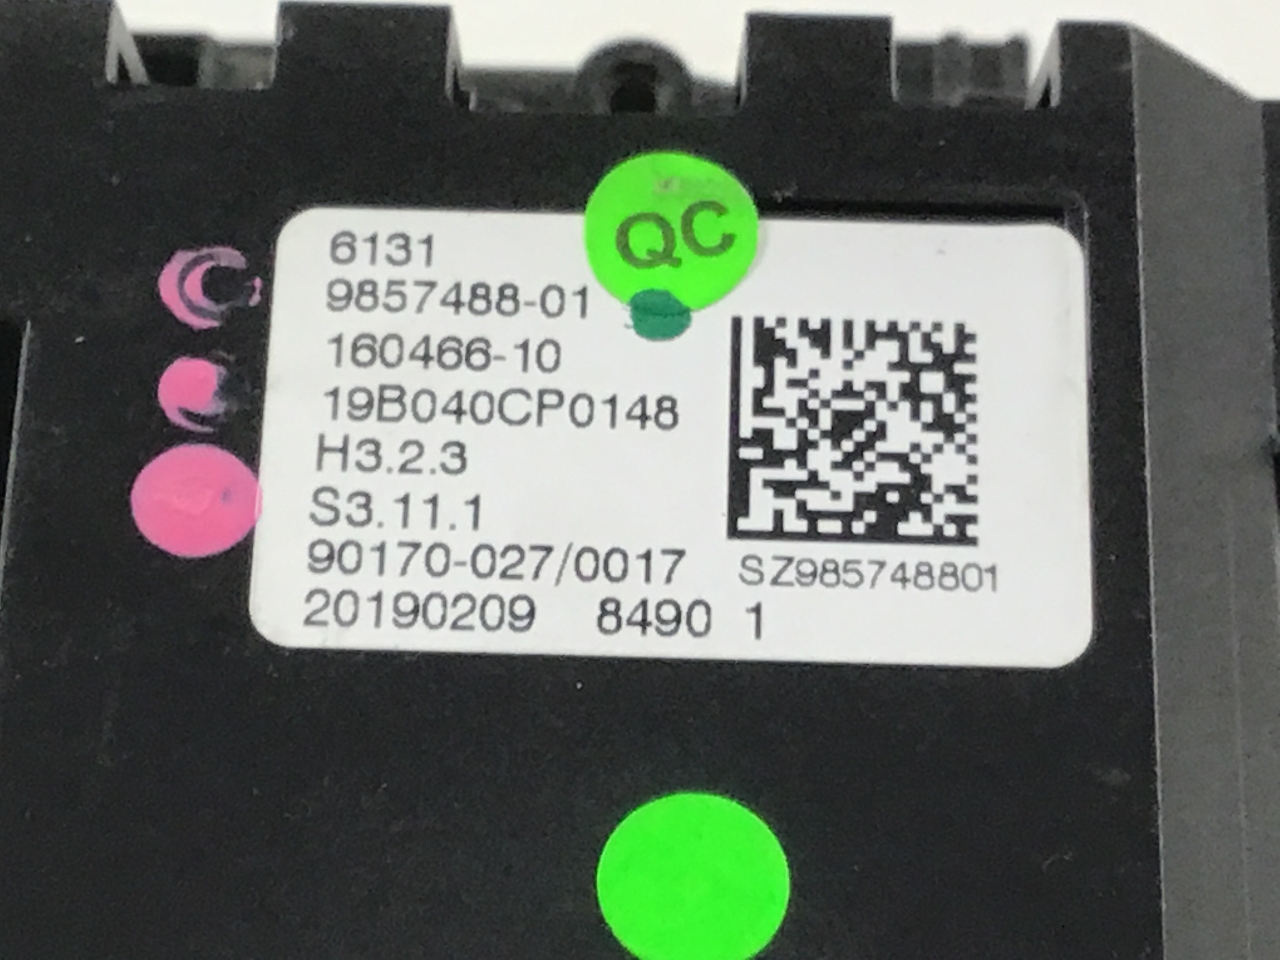 QC
6131
9857488-01
160466-10
19B040CP0148
H3.2.3
S3.11.1
90170-027/0017
SZ985748801
20190209 8490 1